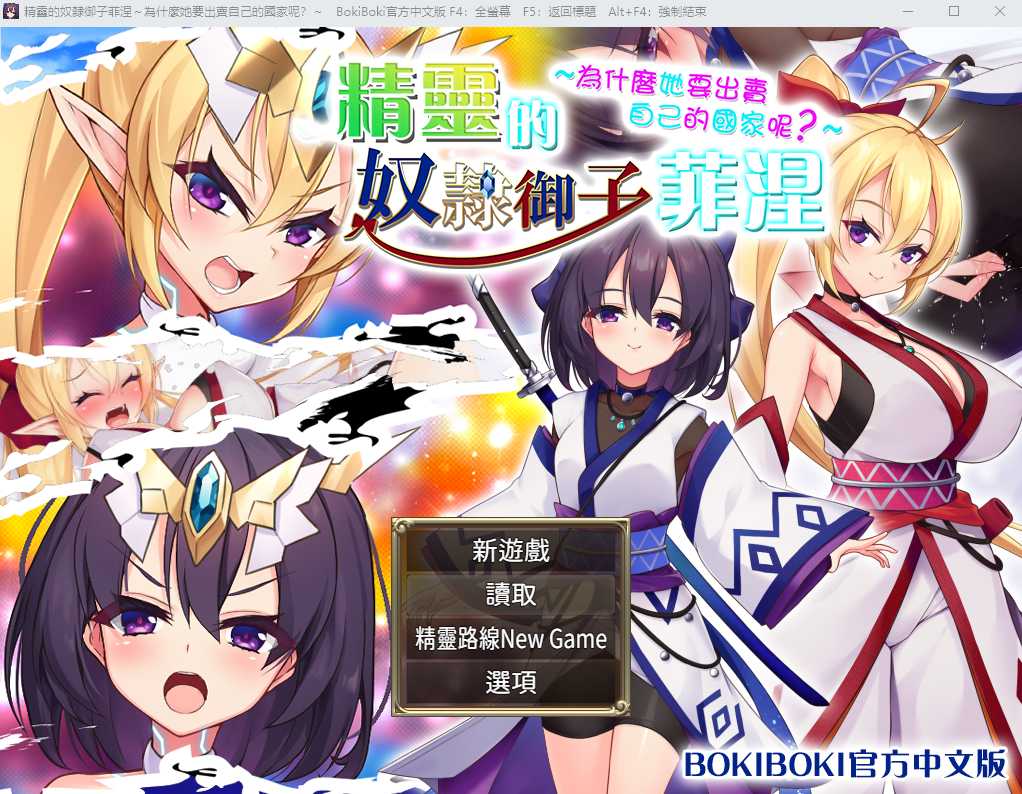 精靈的奴隸御子菲涅～為什麼她要出賣自己的國家呢？～ BokiBoki官方中文版 F4：全螢幕 F5：返回標題 Alt+F4：強制結束
精靈的
～為什麼她要出賣
自己的國家呢？～
奴隸御子菲涅
新遊戲
讀取
精靈路線New Game
選項
BOKIBOKI官方中文版